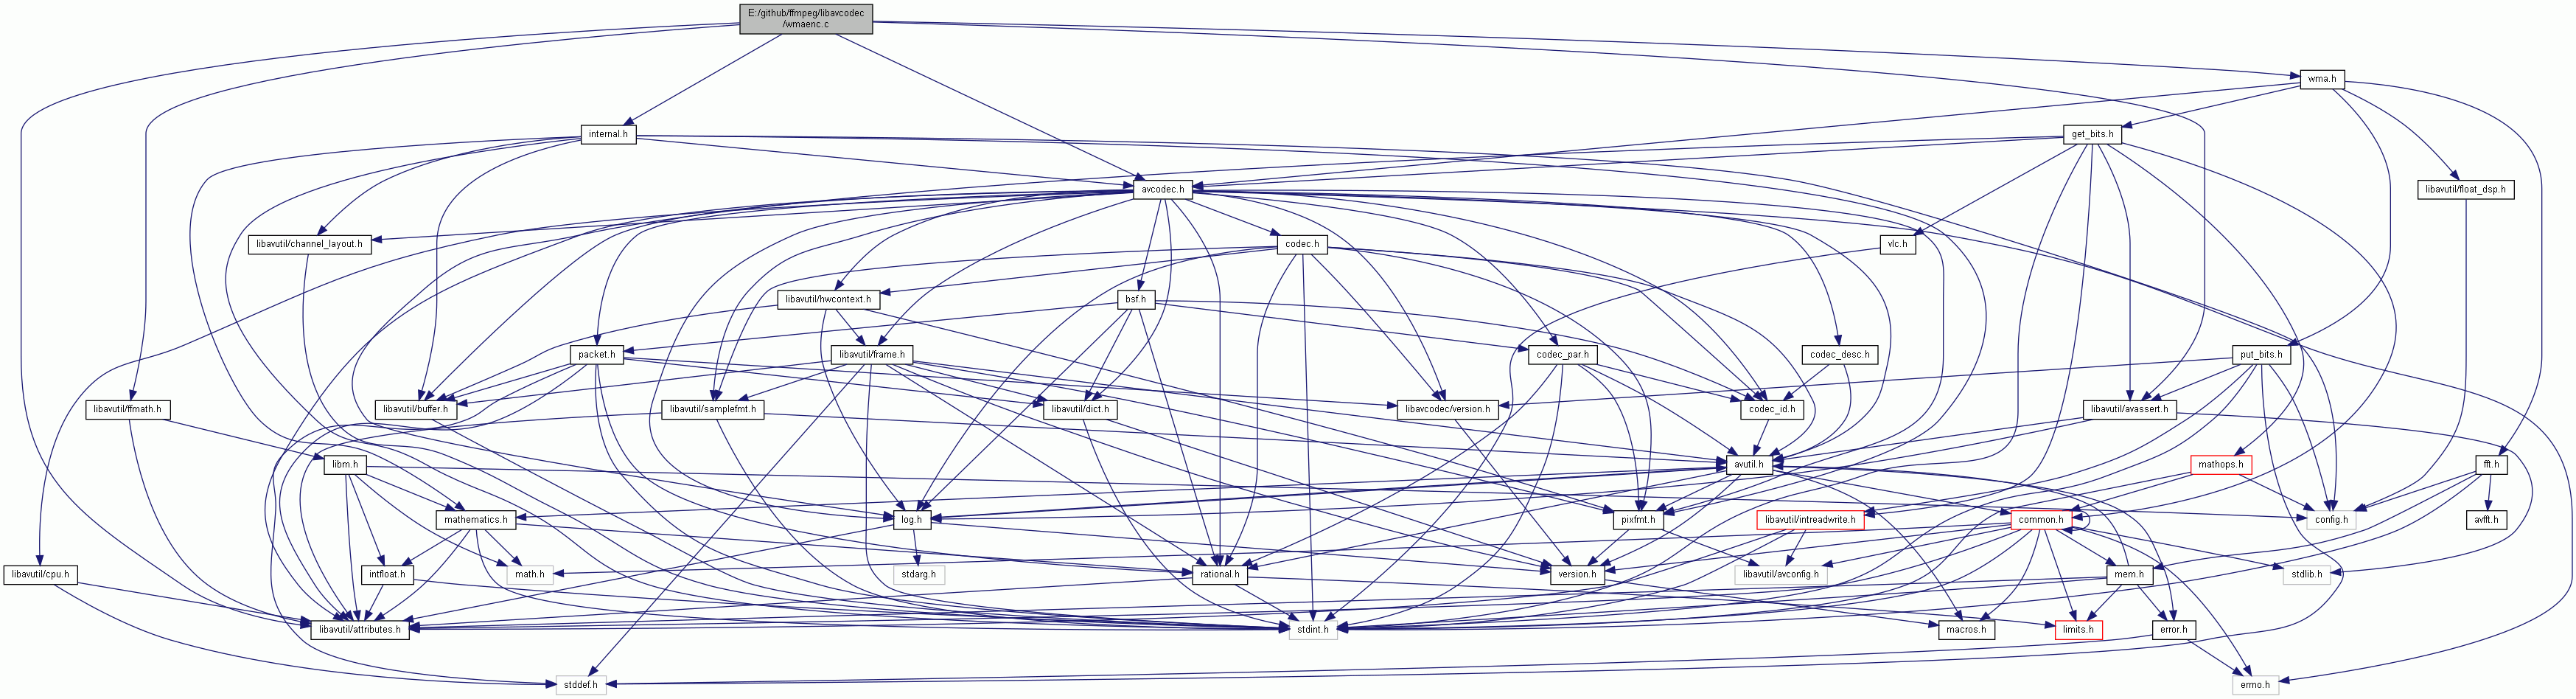 E:/github/ffmpeg/libavcodec
/wmaenc.c
wma.h
internal.h
get_bits.h
avcodec.h
libavutil/float_dsp.h
libavutil/channel_layout.h
codec.h
vlc.h
libavutil/hwcontext.h
bsf.h
packet.h
libavutil/frame.h
codec_par.h
codec_desc.h
put_bits.h
libavutil/ffmath.h
libavutil/buffer.h
libavutil/samplefmt.h
libavutil/dict.h
libavcodec/version.h
codec_id.h
libavutil/avassert.h
libm.h
avutil.h
mathops.h
fft.h
mathematics.h
log.h
pixfmt.h
libavutil/intreadwrite.h
common.h
config.h
avfft.h
libavutil/cpu.h
intfloat.h
math.h
stdarg.h
rational.h
version.h
libavutil/avconfig.h
mem.h
stdlib.h
libavutil/attributes.h
stdint.h
macros.h
limits.h
error.h
stddef.h
errno.h